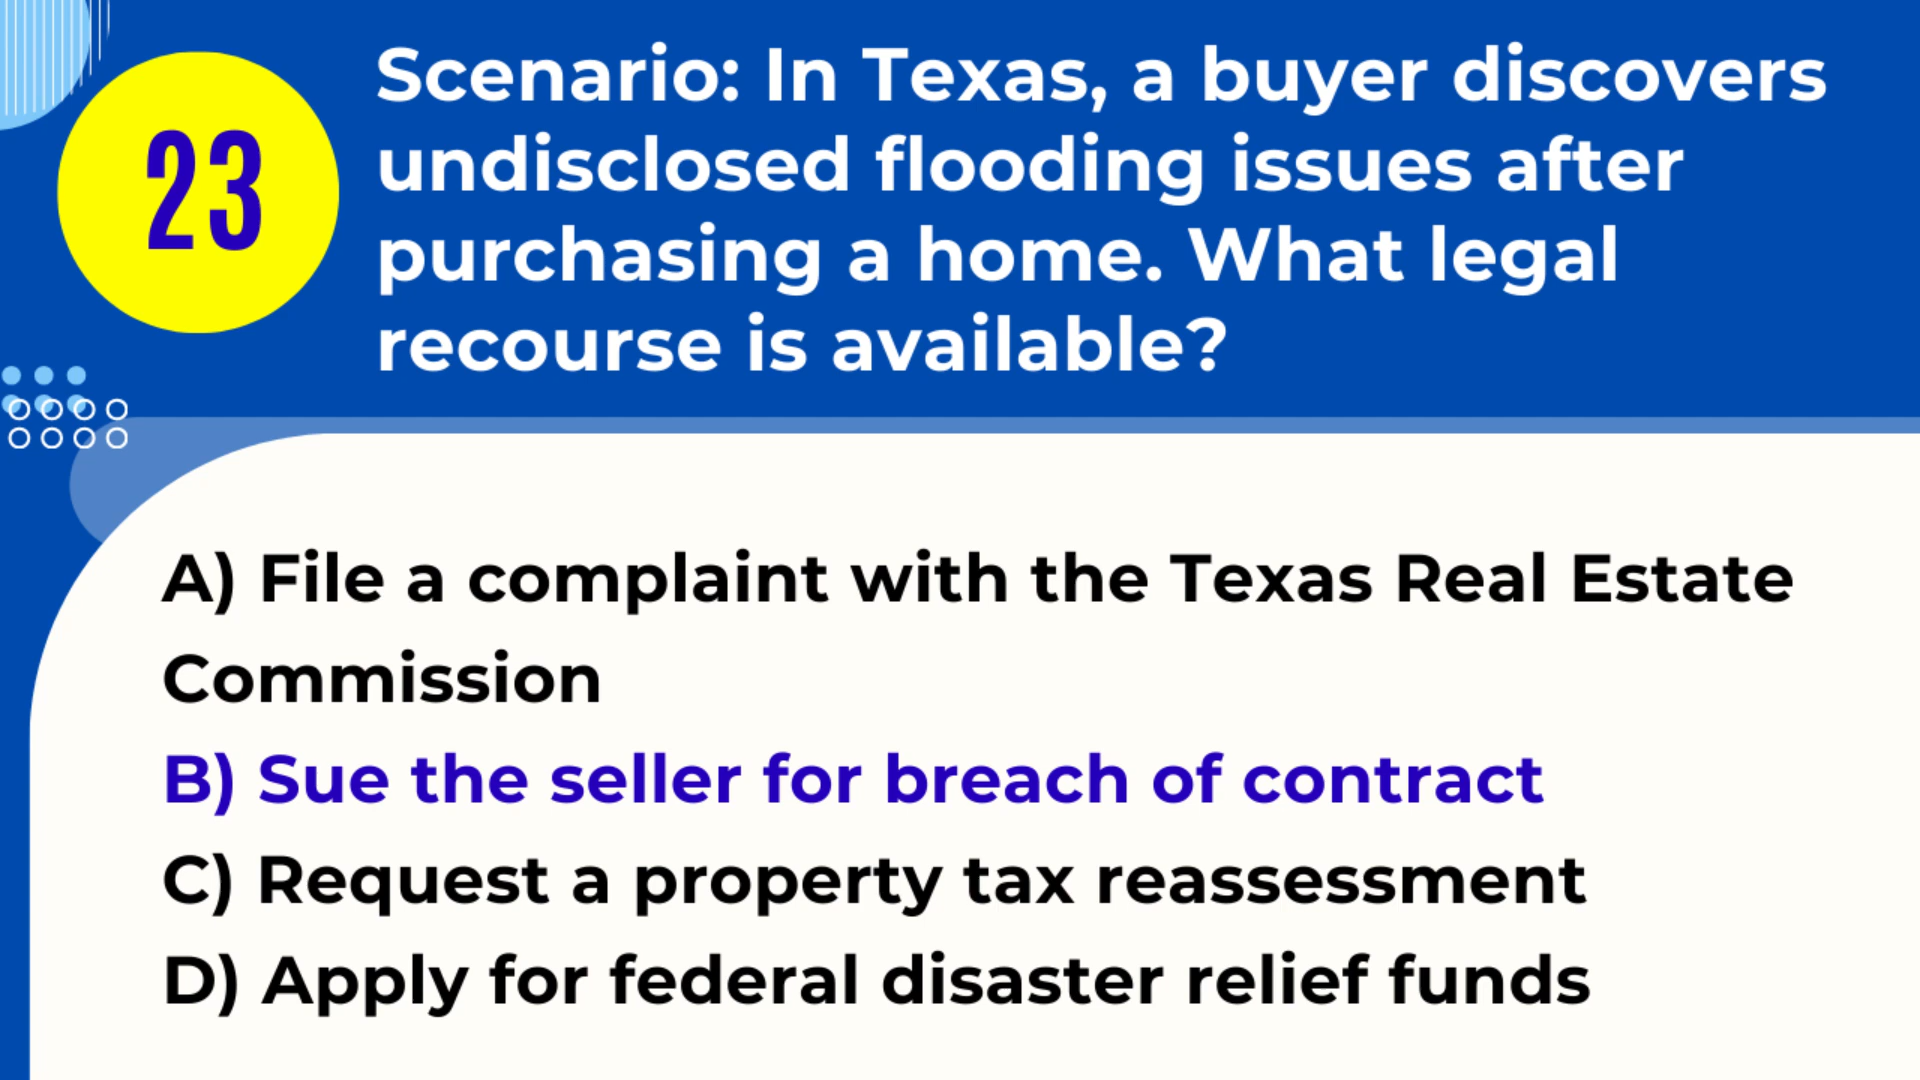 23
Scenario: In Texas, a buyer discovers
undisclosed flooding issues after
purchasing a home. What legal
recourse is available?
A) File a complaint with the Texas Real Estate
Commission
B) Sue the seller for breach of contract
C) Request a property tax reassessment
D) Apply for federal disaster relief funds